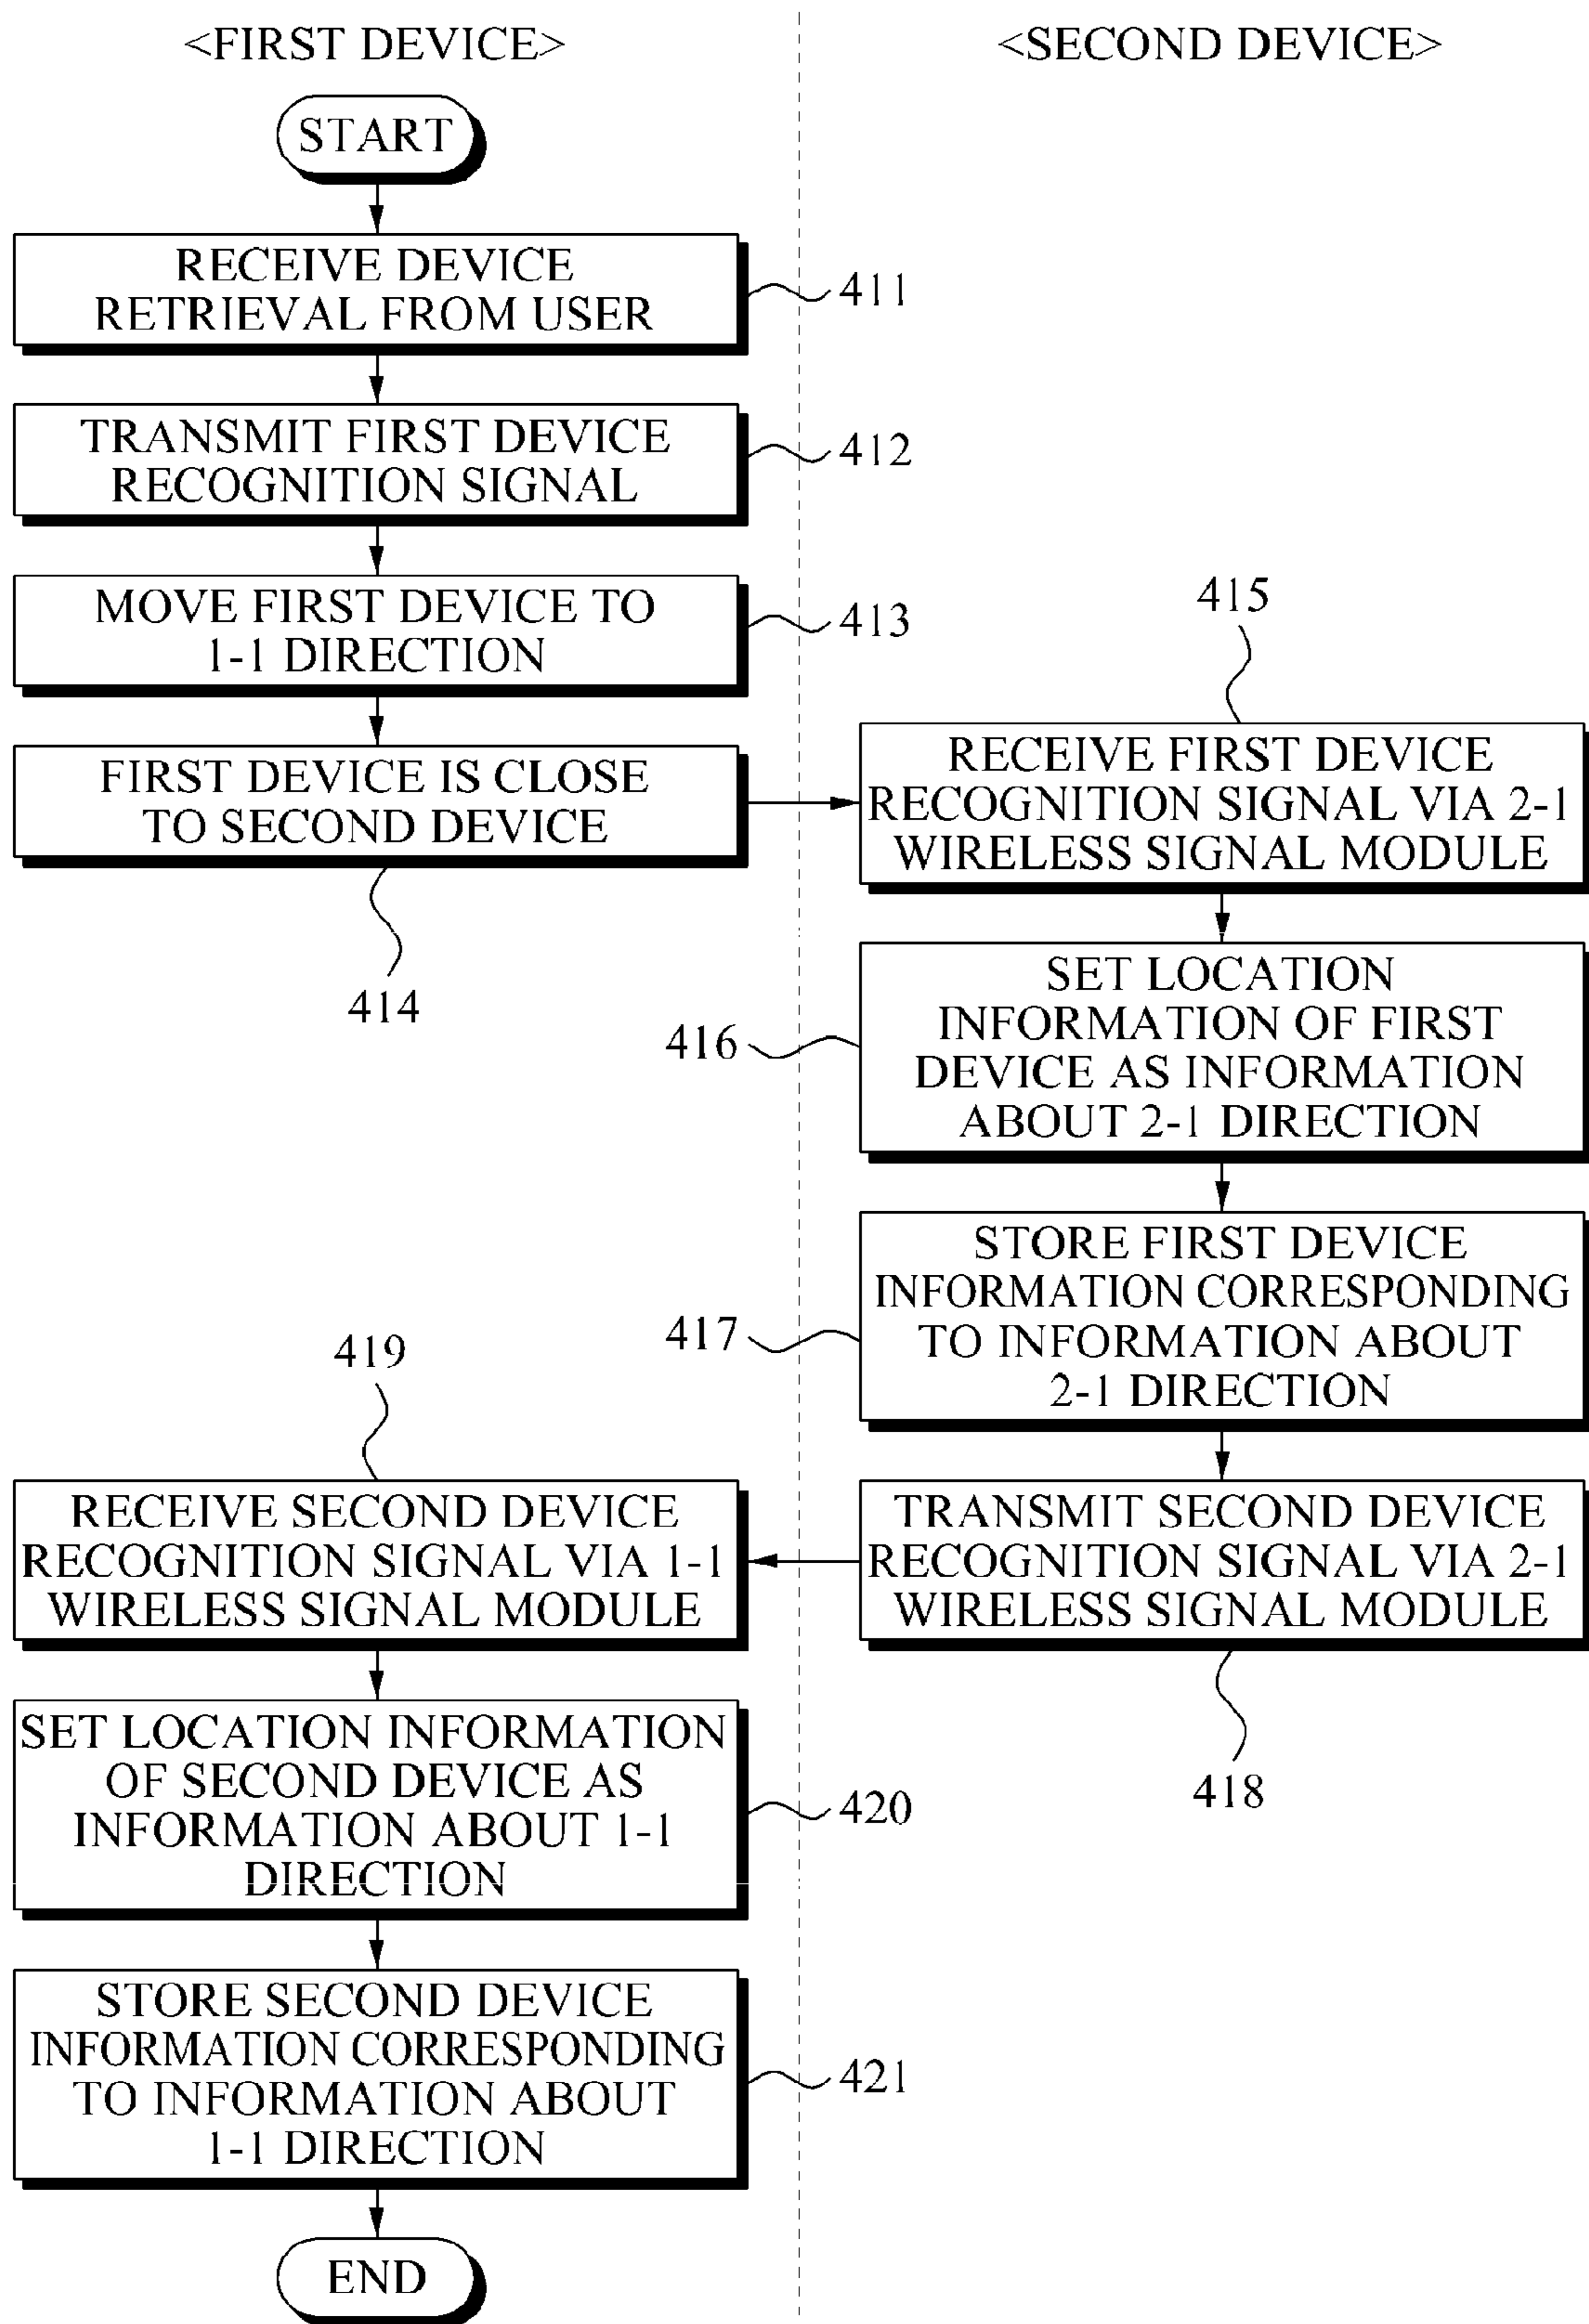 <FIRST DEVICE>
<SECOND DEVICE>
START
RECEIVE DEVICE
RETRIEVAL FROM USER
411
TRANSMIT FIRST DEVICE
RECOGNITION SIGNAL
412
MOVE FIRST DEVICE TO
1-1 DIRECTION
413
FIRST DEVICE IS CLOSE
TO SECOND DEVICE
414
415
RECEIVE FIRST DEVICE
RECOGNITION SIGNAL VIA 2-1
WIRELESS SIGNAL MODULE
416
SET LOCATION
INFORMATION OF FIRST
DEVICE AS INFORMATION
ABOUT 2-1 DIRECTION
417
STORE FIRST DEVICE
INFORMATION CORRESPONDING
TO INFORMATION ABOUT
2-1 DIRECTION
TRANSMIT SECOND DEVICE
RECOGNITION SIGNAL VIA 2-1
WIRELESS SIGNAL MODULE
418
419
RECEIVE SECOND DEVICE
RECOGNITION SIGNAL VIA 1-1
WIRELESS SIGNAL MODULE
SET LOCATION INFORMATION
OF SECOND DEVICE AS
INFORMATION ABOUT 1-1
DIRECTION
420
STORE SECOND DEVICE
INFORMATION CORRESPONDING
TO INFORMATION ABOUT
1-1 DIRECTION
421
END